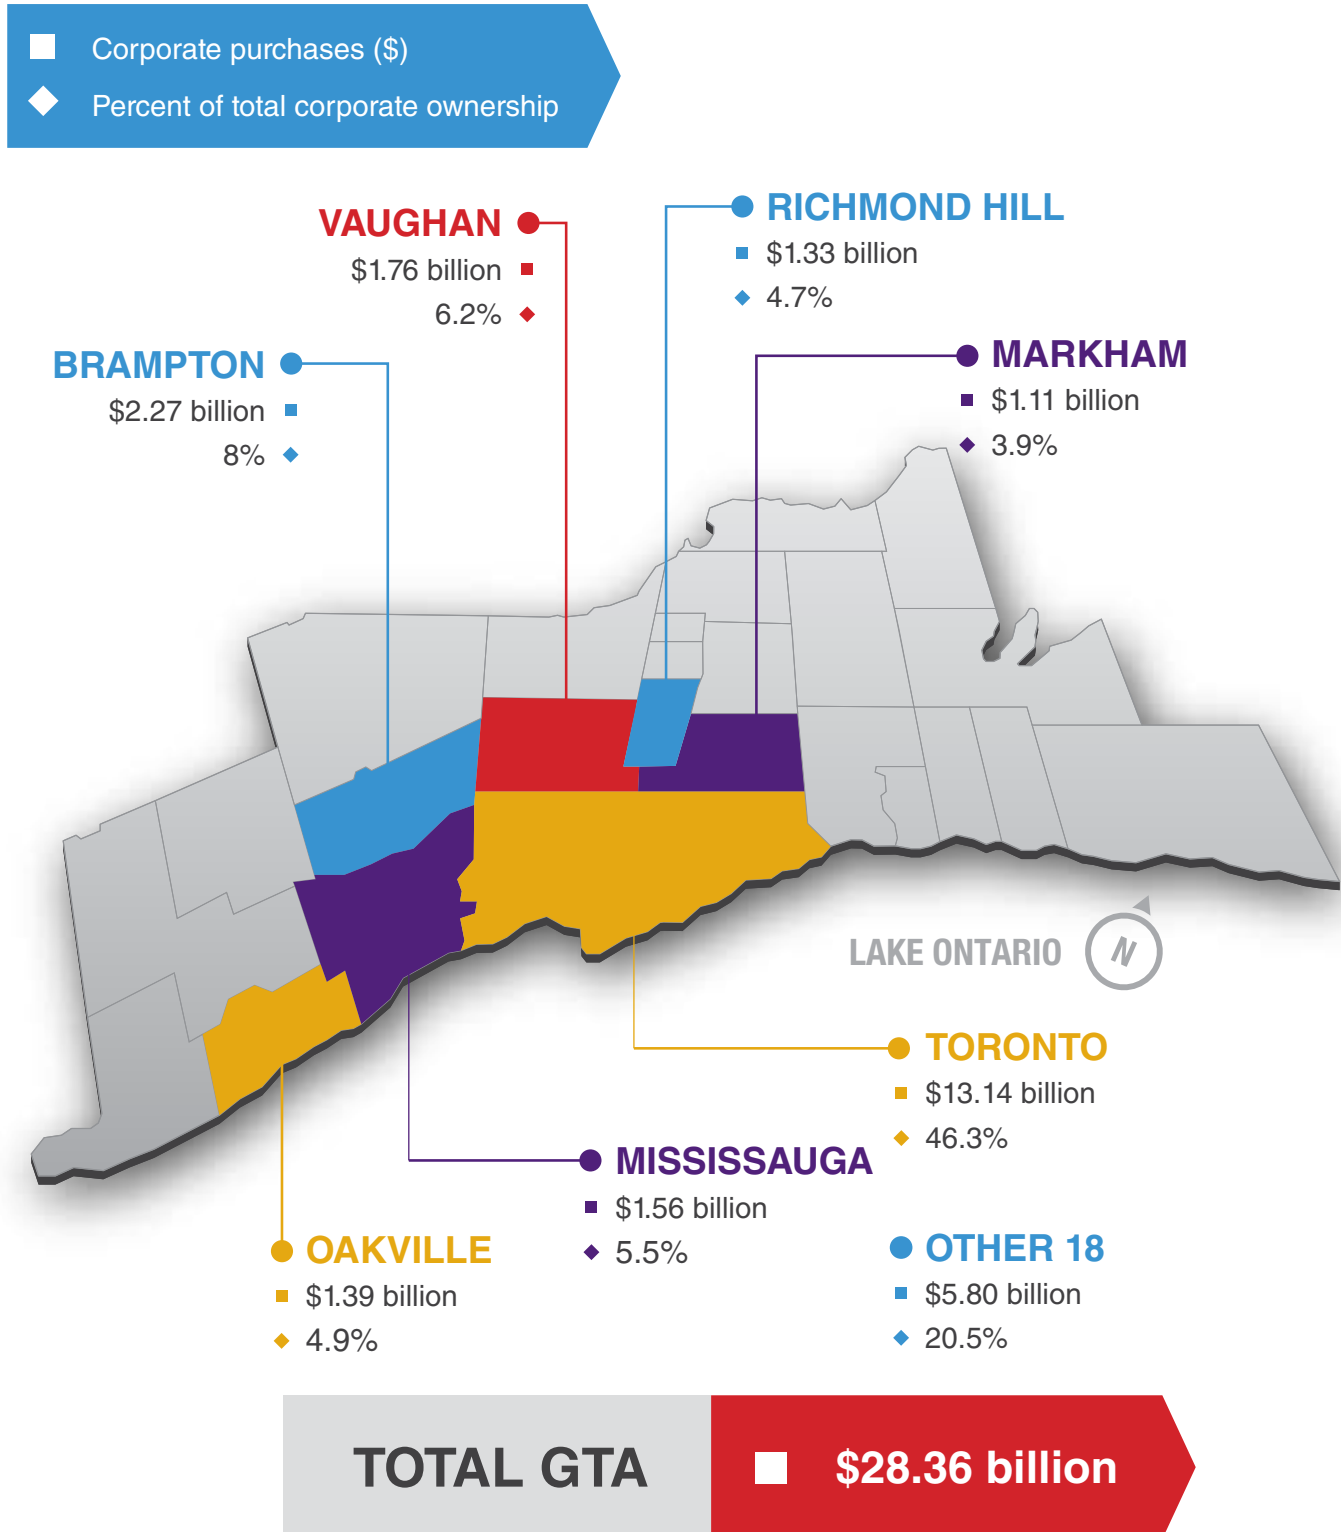 Corporate purchases ($)
Percent of total corporate ownership
VAUGHAN
$1.76 billion
6.2%
RICHMOND HILL
$1.33 billion
4.7%
BRAMPTON
$2.27 billion
8%
MARKHAM
$1.11 billion
3.9%
LAKE ONTARIO
N
TORONTO
$13.14 billion
46.3%
MISSISSAUGA
$1.56 billion
5.5%
OAKVILLE
$1.39 billion
4.9%
OTHER 18
$5.80 billion
20.5%
TOTAL GTA
$28.36 billion